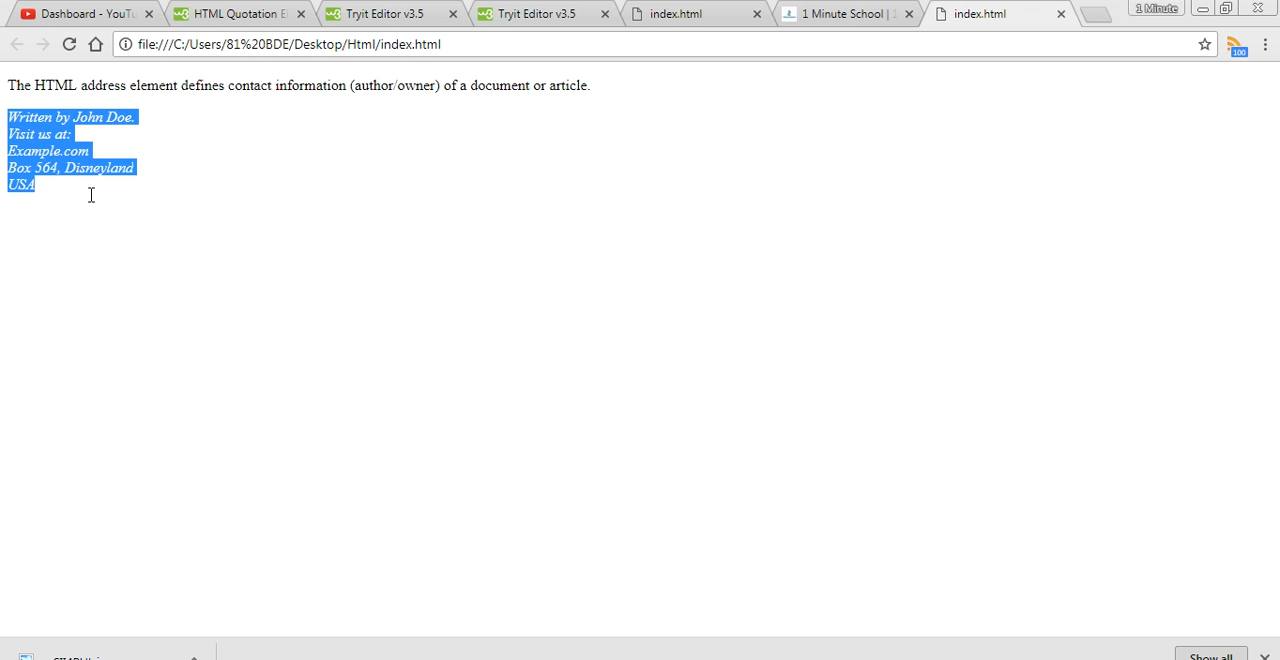 Dashboard - YouTu
HTML Quotation E
Tryit Editor v3.5
Tryit Editor v3.5
index.html
1 Minute School |
index.html
1 Minute
file:///C:/Users/81%20BDE/Desktop/Html/index.html
100
The HTML address element defines contact information (author/owner) of a document or article.
Written by John Doe.
Visit us at:
Example.com
Box 564, Disneyland
USA
Show all